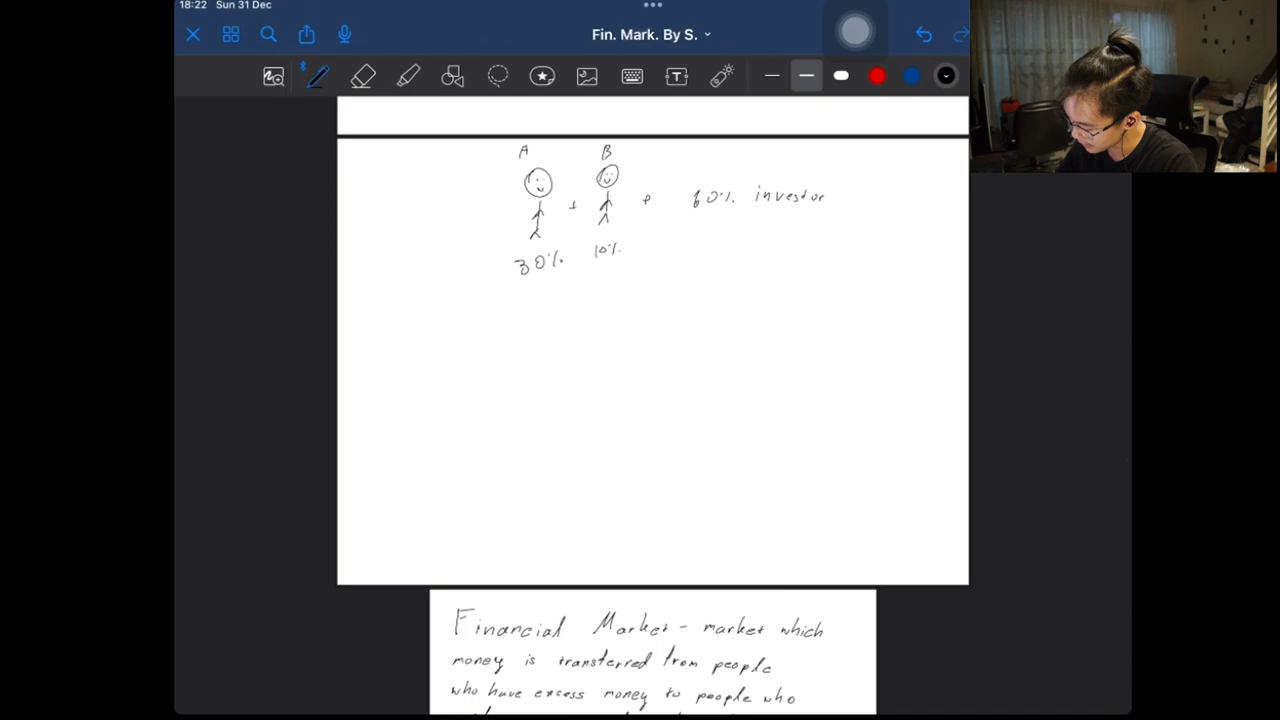 18:22 Sun 31 Dec
Fin. Mark. By S.
A B
+ + 60%. investor
30%. 10%.
Financial Market - market which
money is transferred from people
who have excess money to people who